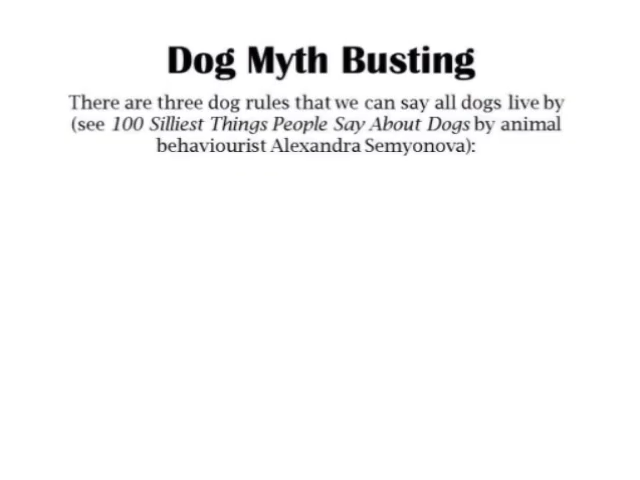 Dog Myth Busting
There are three dog rules that we can say all dogs live by
(see 100 Silliest Things People Say About Dogs by animal
behaviourist Alexandra Semyonova):